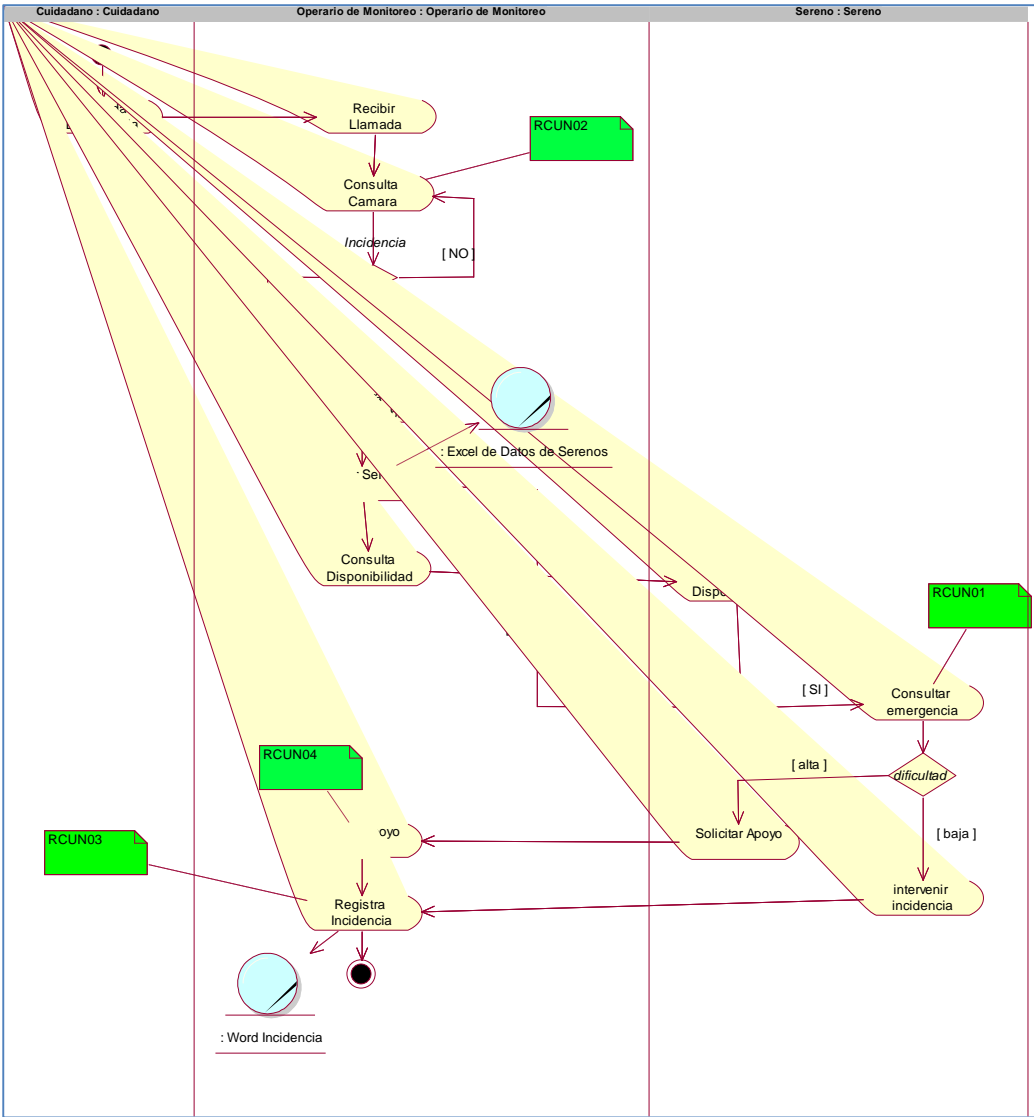 Cuidadano : Cuidadano
Operario de Monitoreo : Operario de Monitoreo
Sereno : Sereno
Recibir
Llamada
RCUN02
Consulta
Camara
Incidencia
[ NO ]
: Excel de Datos de Serenos
Consulta
Disponibilidad
RCUN01
[ SI ]
Consultar
emergencia
RCUN04
[ alta ]
dificultad
RCUN03
Solicitar Apoyo
[ baja ]
intervenir
incidencia
Registra
Incidencia
: Word Incidencia